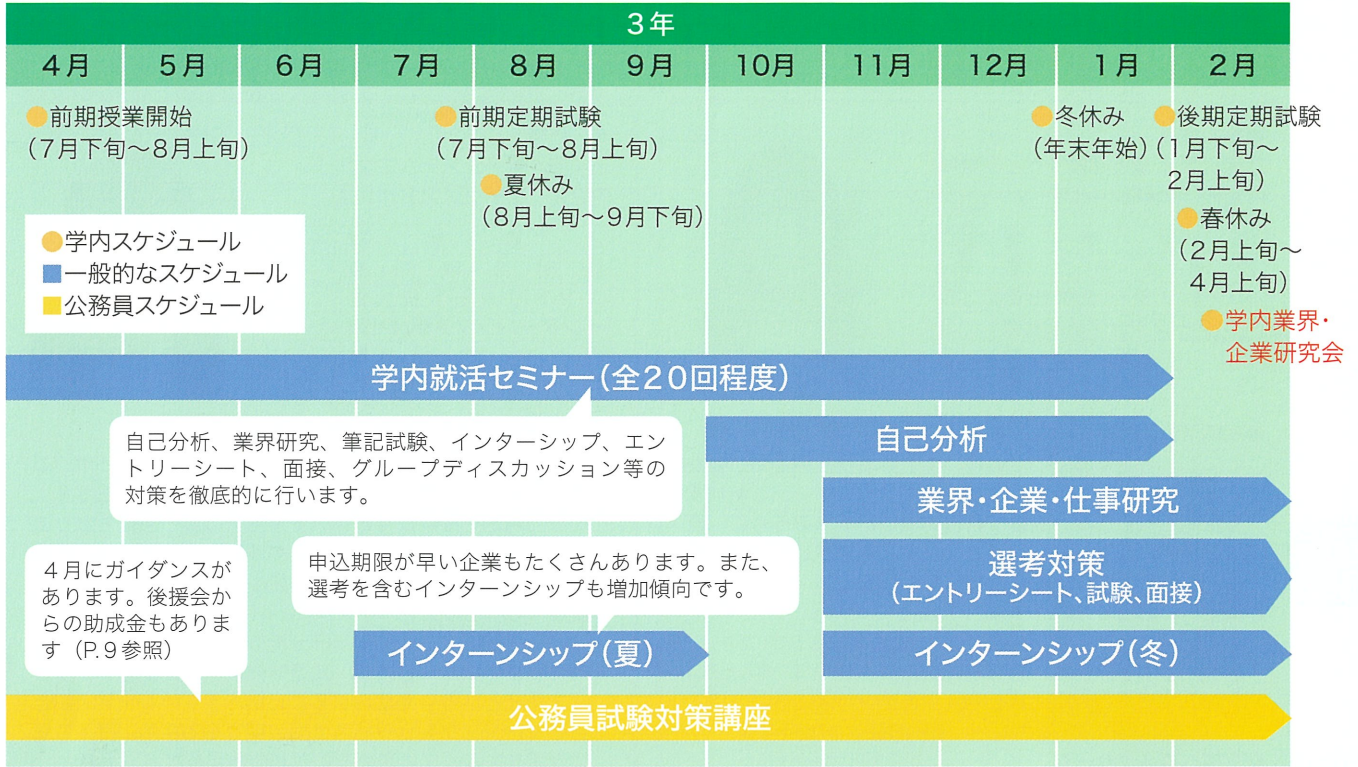 3年
4月 5月 6月 7月 8月 9月 10月 11月 12月 1月 2月
●前期授業開始
(7月下旬〜8月上旬)
●前期定期試験
(7月下旬〜8月上旬)
●夏休み
(8月上旬〜9月下旬)
●冬休み
(年末年始)
●後期定期試験
(1月下旬〜
2月上旬)
●春休み
(2月上旬〜
4月上旬)
●学内業界・
企業研究会
●学内スケジュール
■一般的なスケジュール
■公務員スケジュール
学内就活セミナー(全20回程度)
自己分析、業界研究、筆記試験、インターシップ、エン
トリーシート、面接、グループディスカッション等の
対策を徹底的に行います。
自己分析
業界・企業・仕事研究
選考対策
(エントリーシート、試験、面接)
申込期限が早い企業もたくさんあります。また、
選考を含むインターンシップも増加傾向です。
インターンシップ(夏)
インターンシップ(冬)
4月にガイダンスが
あります。後援会か
らの助成金もありま
す(P.9参照)
公務員試験対策講座